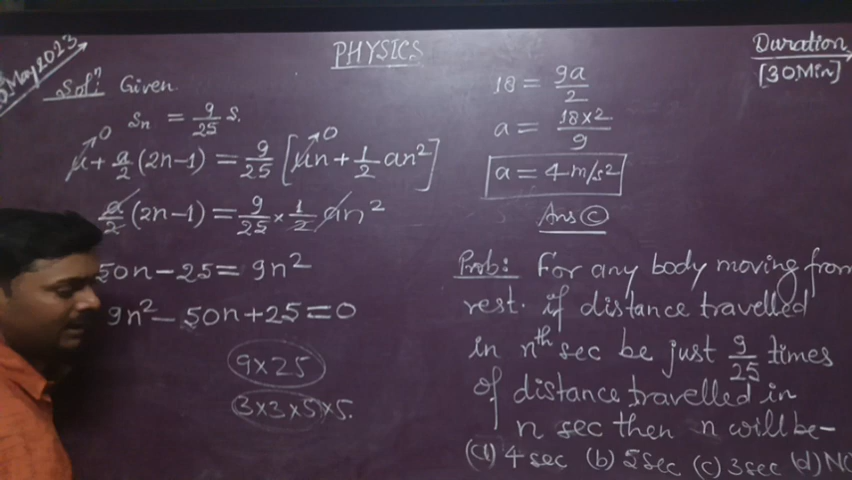 PHYSICS
May 2023
Duration
[30Min]
Solⁿ: Given
Sn = 9/25 S.
u + a/2 (2n-1) = 9/25 [un + 1/2 an²]
0
0
a/2 (2n-1) = 9/25 × 1/2 an²
50n - 25 = 9n²
9n² - 50n + 25 = 0
9×25
3×3×5×5.
18 = 9a/2
a = 18×2/9
a = 4 m/s²
Ans (c)
Prob: For any body moving from
rest. if distance travelled
in nth sec be just 9/25 times
of distance travelled in
n sec then n will be-
(a) 4 sec (b) 5 sec (c) 3 sec (d) NO